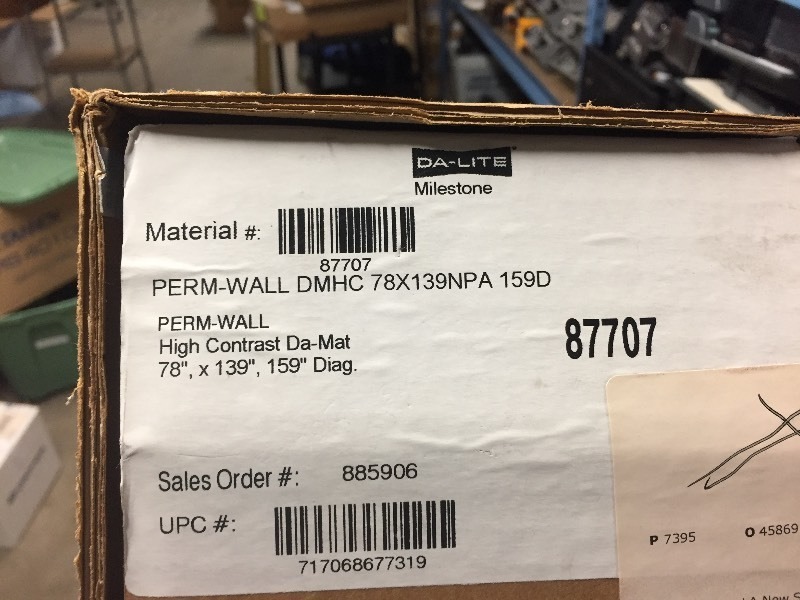 DA-LITE
Milestone
Material #:
87707
PERM-WALL DMHC 78X139NPA 159D
PERM-WALL
High Contrast Da-Mat
78", x 139", 159" Diag.
87707
Sales Order #: 885906
UPC #:
717068677319
P 7395 O 45869
A New S